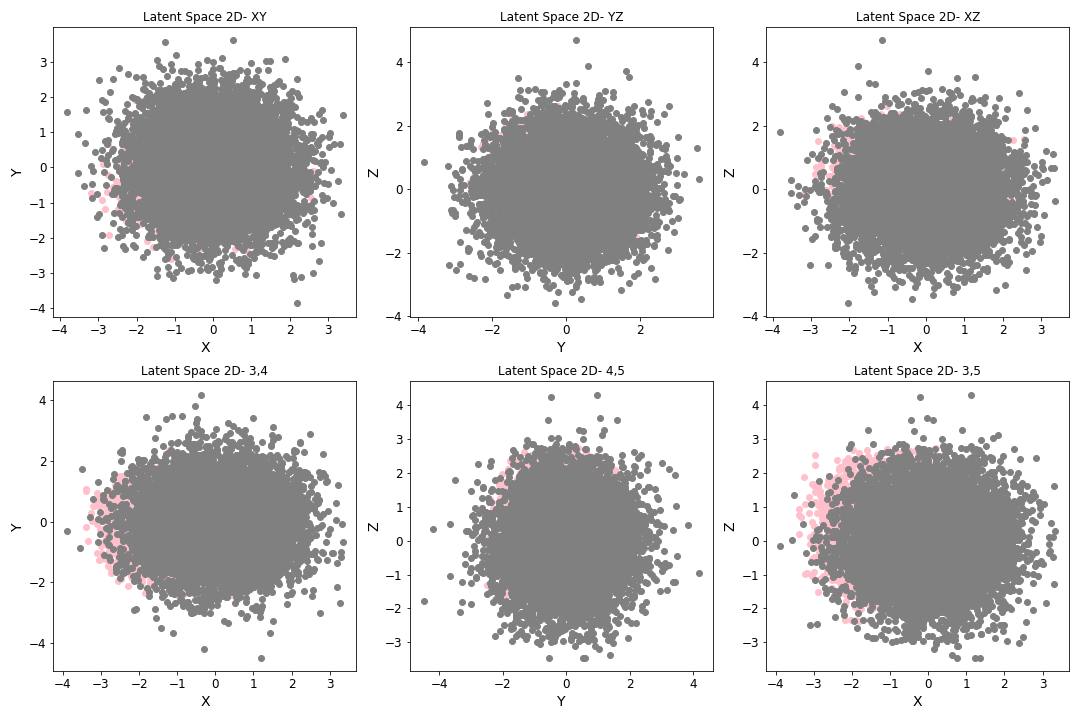 Latent Space 2D- XY
Latent Space 2D- YZ
Latent Space 2D- XZ
3
2
1
0
−1
−2
−3
−4
Y
−4 −3 −2 −1 0 1 2 3
X
4
2
0
−2
−4
Z
−4 −2 0 2
Y
4
2
0
−2
−4
Z
−4 −3 −2 −1 0 1 2 3
X
Latent Space 2D- 3,4
Latent Space 2D- 4,5
Latent Space 2D- 3,5
4
2
0
−2
−4
Y
−4 −3 −2 −1 0 1 2 3
X
4
3
2
1
0
−1
−2
−3
Z
−4 −2 0 2 4
Y
4
3
2
1
0
−1
−2
−3
Z
−4 −3 −2 −1 0 1 2 3
X